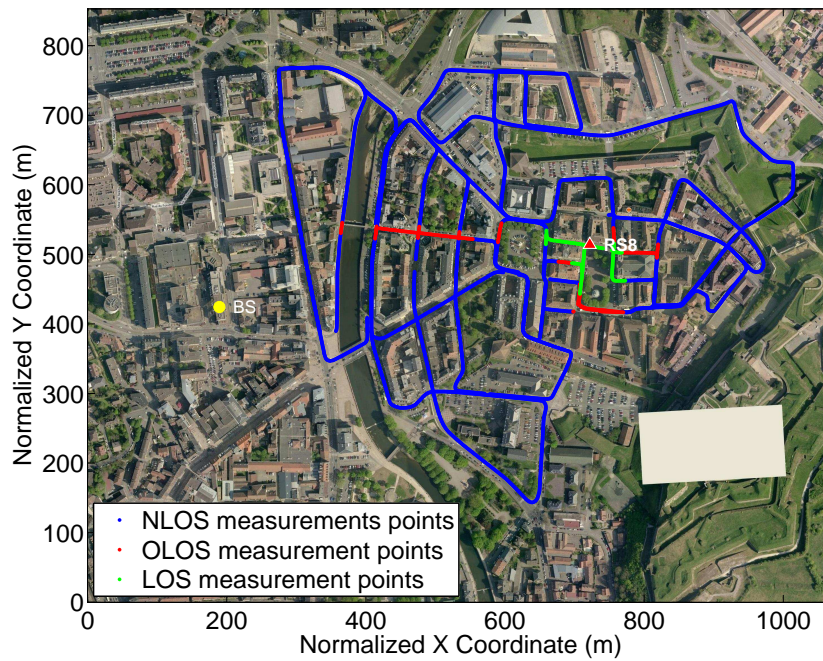 800
700
600
500
400
300
200
100
0
Normalized Y Coordinate (m)
RS8
BS
NLOS measurements points
OLOS measurement points
LOS measurement points
0 200 400 600 800 1000
Normalized X Coordinate (m)